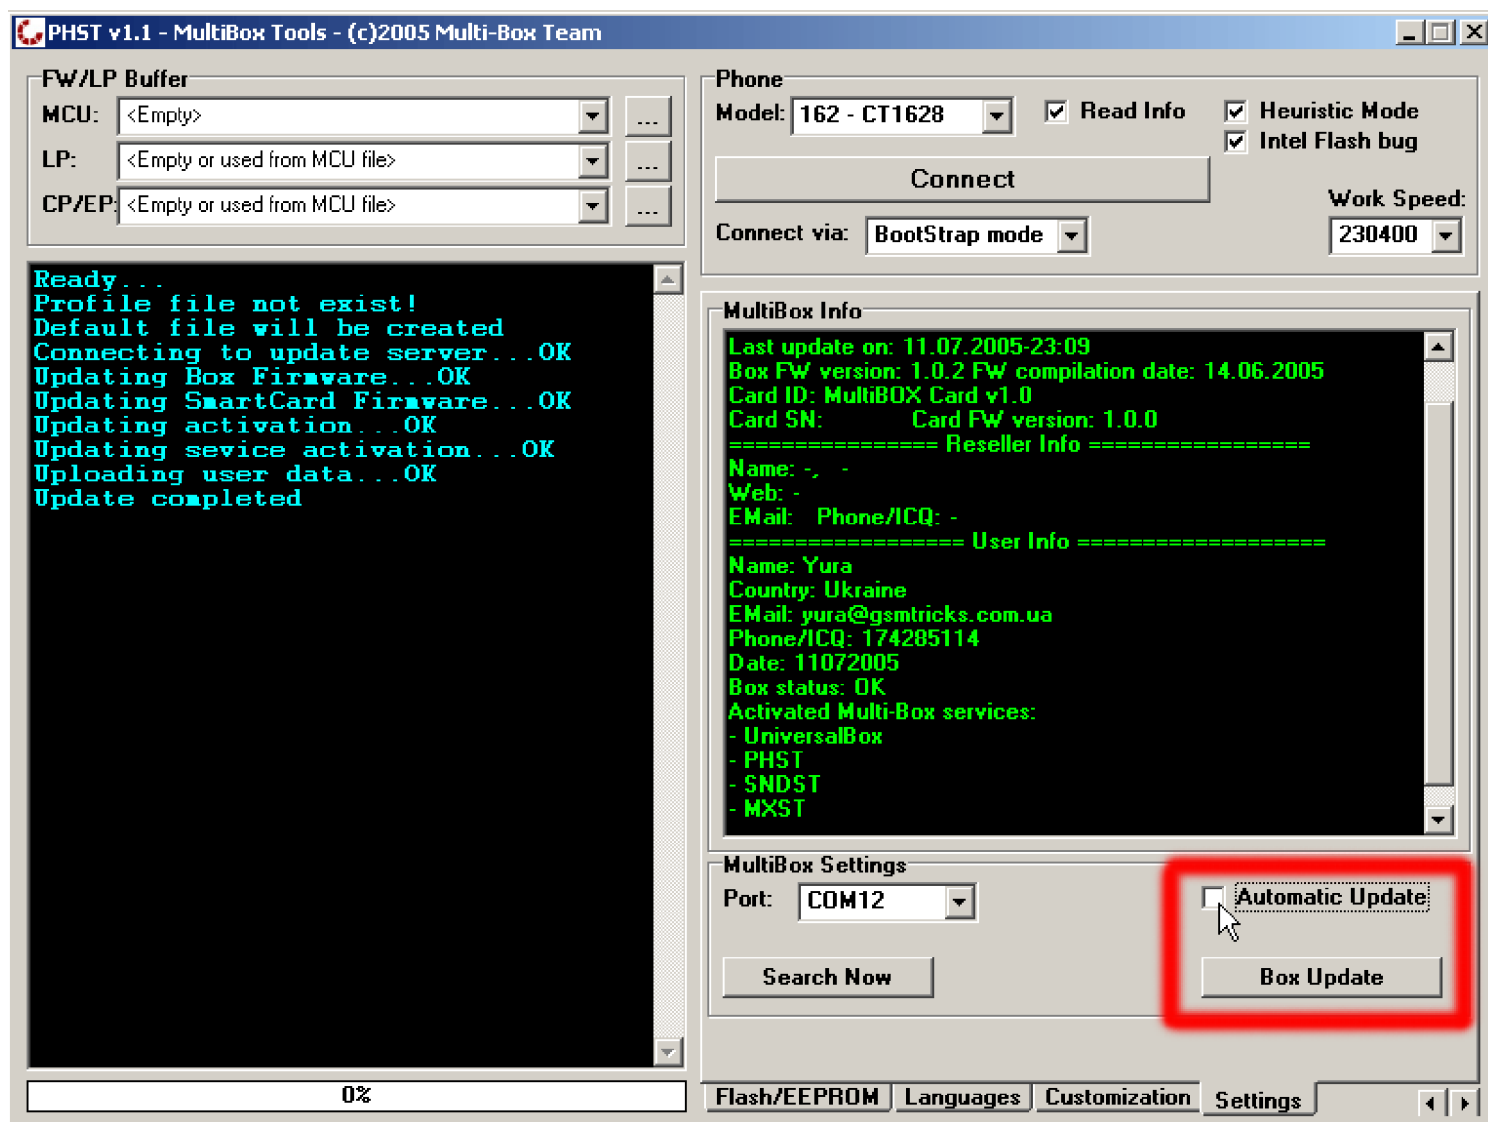 PHST v1.1 - MultiBox Tools - (c)2005 Multi-Box Team
FW/LP Buffer
MCU: <Empty> ...
LP: <Empty or used from MCU file> ...
CP/EP: <Empty or used from MCU file> ...
Ready...
Profile file not exist!
Default file will be created
Connecting to update server...OK
Updating Box Firmware...OK
Updating SmartCard Firmware...OK
Updating activation...OK
Updating sevice activation...OK
Uploading user data...OK
Update completed
0%
Phone
Model: 162 - CT1628 Read Info Heuristic Mode
Intel Flash bug
Connect
Work Speed:
Connect via: BootStrap mode 230400
MultiBox Info
Last update on: 11.07.2005-23:09
Box FW version: 1.0.2 FW compilation date: 14.06.2005
Card ID: MultiBOX Card v1.0
Card SN: Card FW version: 1.0.0
================ Reseller Info =================
Name: -, -
Web: -
EMail: Phone/ICQ: -
================== User Info ===================
Name: Yura
Country: Ukraine
EMail: yura@gsmtricks.com.ua
Phone/ICQ: 174285114
Date: 11072005
Box status: OK
Activated Multi-Box services:
- UniversalBox
- PHST
- SNDST
- MXST
MultiBox Settings
Port: COM12 Automatic Update
Search Now Box Update
Flash/EEPROM Languages Customization Settings